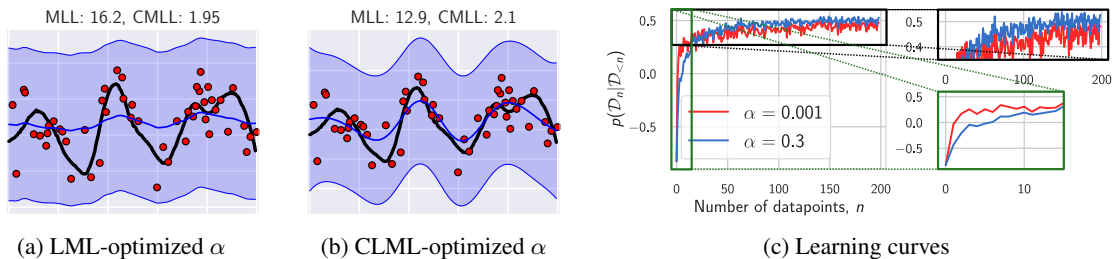 MLL: 16.2, CMLL: 1.95
(a) LML-optimized α
MLL: 12.9, CMLL: 2.1
(b) CLML-optimized α
p(𝒟ₙ|𝒟<ₙ)
0.5
0.0
−0.5
α = 0.001
α = 0.3
0 50 100 150 200
Number of datapoints, n
0.5
0.4
0 100 200
0.5
0.0
−0.5
0 10
(c) Learning curves